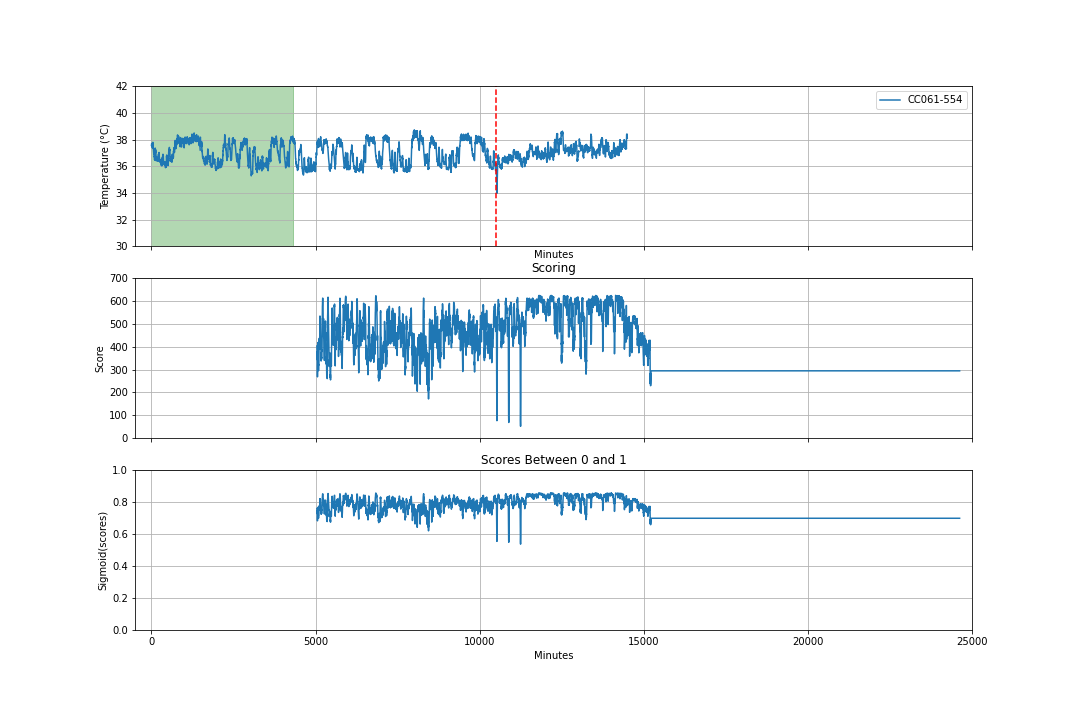 42
40
38
36
34
32
30
Temperature (°C)
CC061-554
Minutes
Scoring
700
600
500
400
300
200
100
0
Score
Scores Between 0 and 1
1.0
0.8
0.6
0.4
0.2
0.0
Sigmoid(scores)
0 5000 10000 15000 20000 25000
Minutes